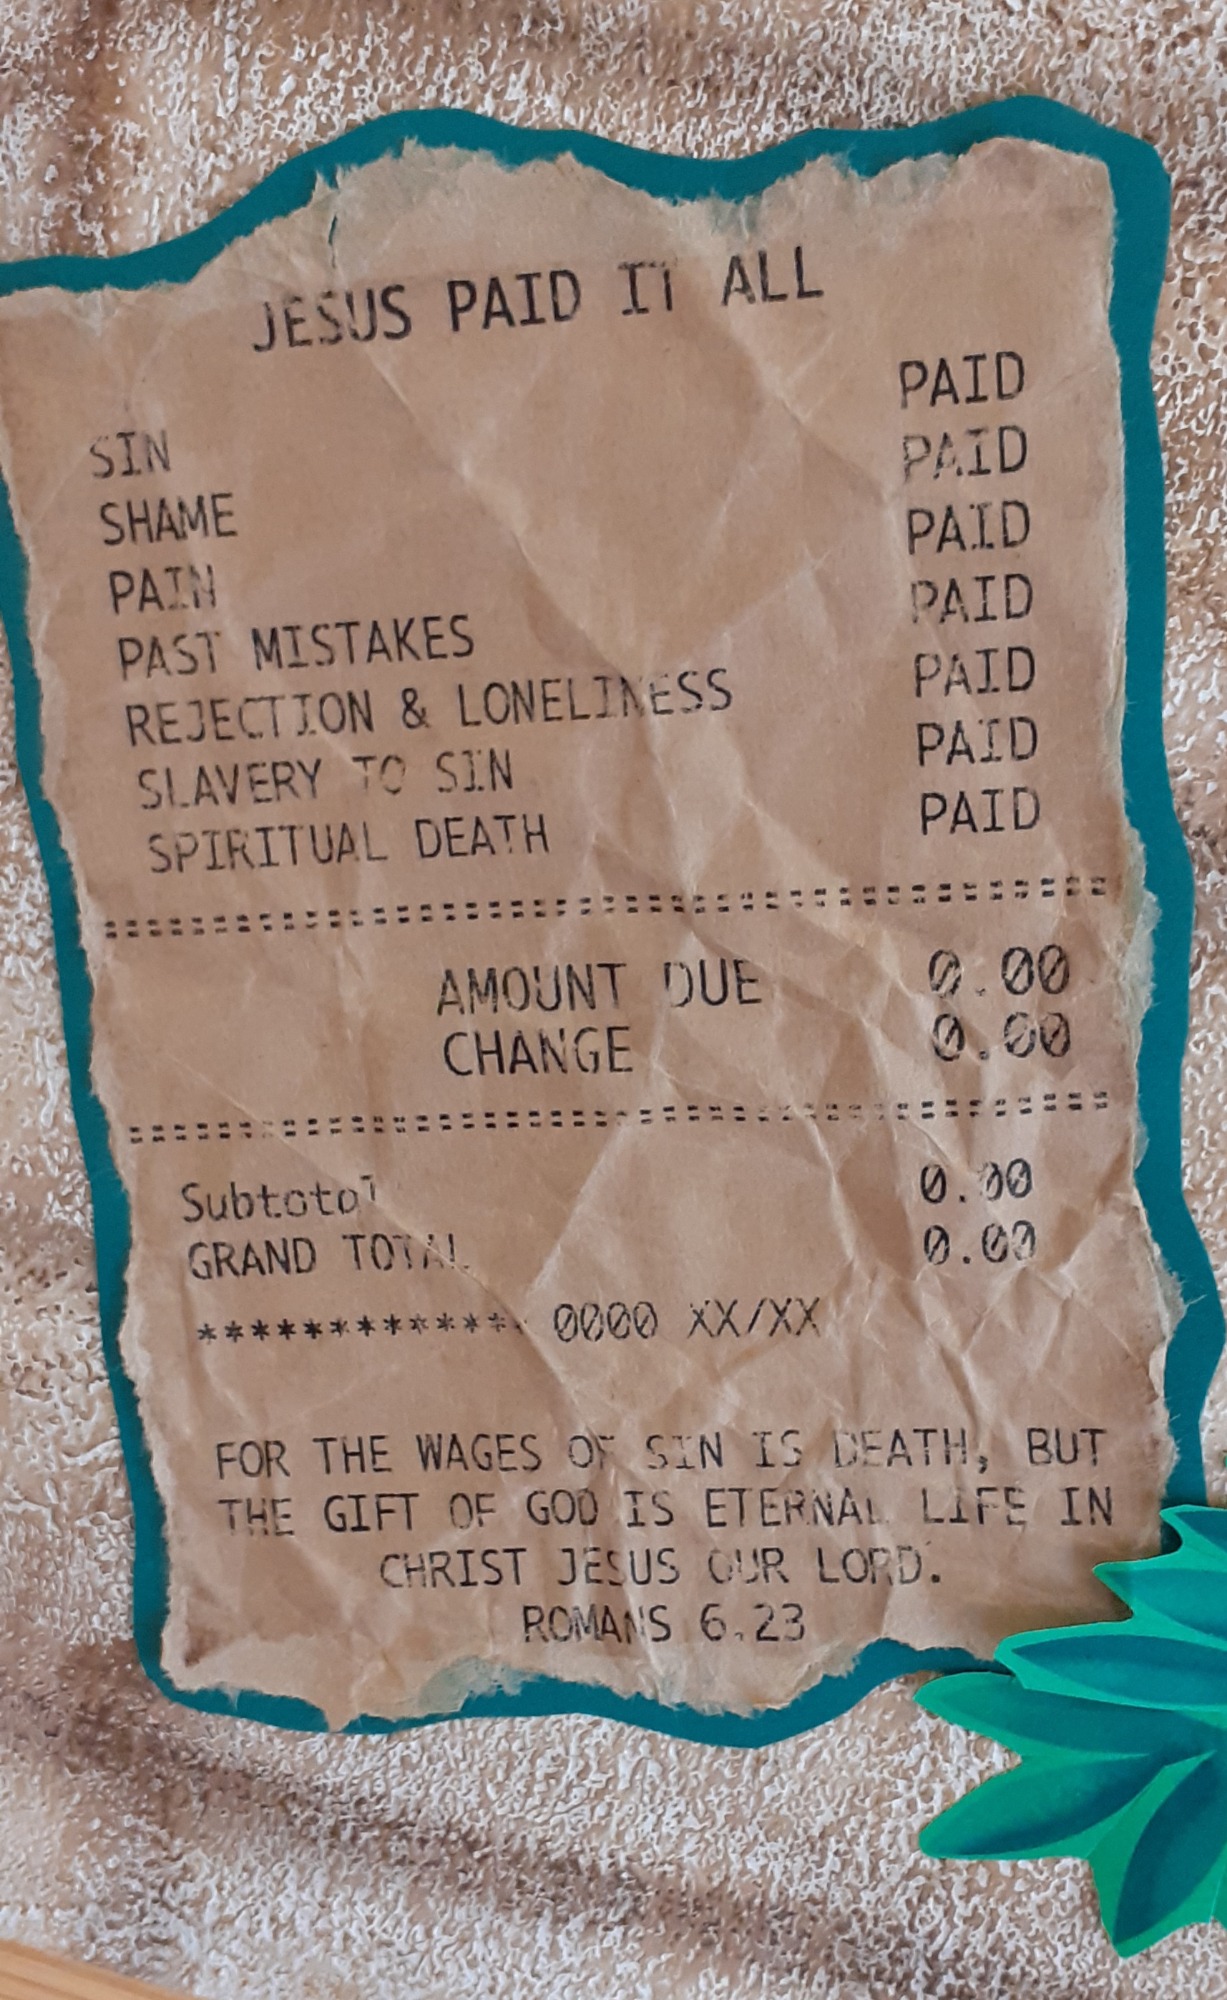 JESUS PAID IT ALL
SIN PAID
SHAME PAID
PAIN PAID
PAST MISTAKES PAID
REJECTION & LONELINESS PAID
SLAVERY TO SIN PAID
SPIRITUAL DEATH PAID
AMOUNT DUE 0.00
CHANGE 0.00
Subtotal 0.00
GRAND TOTAL 0.00
************* 0000 XX/XX
FOR THE WAGES OF SIN IS DEATH, BUT
THE GIFT OF GOD IS ETERNAL LIFE IN
CHRIST JESUS OUR LORD.
ROMANS 6.23